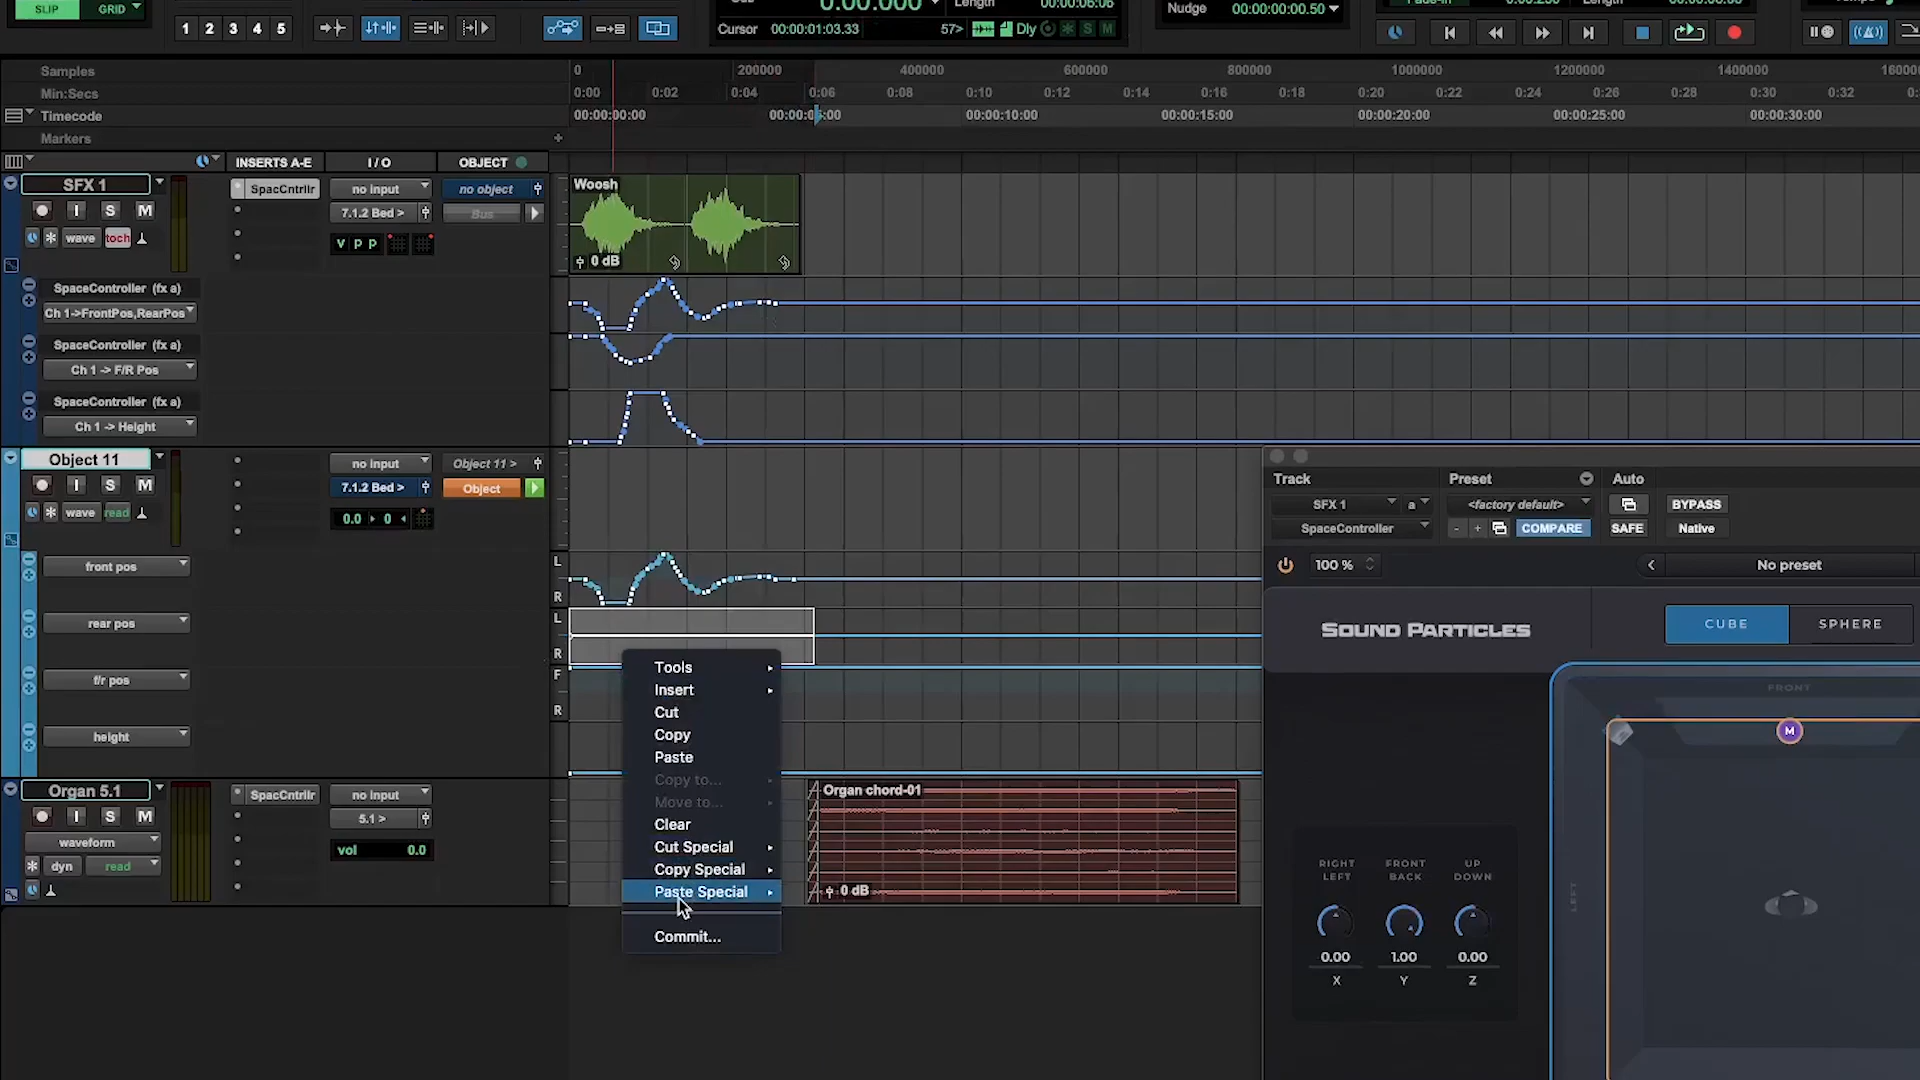 SLIP GRID
0:00.000 Length 00:00:06:06
Nudge 00:00:00:00.50
1 2 3 4 5
Cursor 00:00:01:03.33 57> Dly S M
Samples 0 200000 400000 600000 800000 1000000 1200000 1400000
Min:Secs 0:00 0:02 0:04 0:06 0:08 0:10 0:12 0:14 0:16 0:18 0:20 0:22 0:24 0:26 0:28 0:30 0:32
Timecode 00:00:00:00 00:00:10:00 00:00:15:00 00:00:20:00 00:00:25:00 00:00:30:00
Markers +
INSERTS A-E I / O OBJECT
SFX 1 SpacCntrllr no input no object Woosh
I S M 7.1.2 Bed > Bus
wave toch V P P 0 dB
SpaceController (fx a)
Ch 1->FrontPos,RearPos
SpaceController (fx a)
Ch 1 -> F/R Pos
SpaceController (fx a)
Ch 1 -> Height
Object 11 no input Object 11 >
I S M 7.1.2 Bed > Object
wave read 0.0 0
front pos L R
rear pos L R
f/r pos F R
height
Organ 5.1 SpacCntrllr no input Organ chord-01
I S M 5.1 >
waveform vol 0.0
dyn read 0 dB
Tools
Insert
Cut
Copy
Paste
Copy to...
Move to...
Clear
Cut Special
Copy Special
Paste Special
Commit...
Track Preset Auto
SFX 1 a <factory default> BYPASS
SpaceController - + COMPARE SAFE Native
100 % No preset
SOUND PARTICLES CUBE SPHERE
FRONT
M
LEFT
RIGHT LEFT FRONT BACK UP DOWN
0.00 1.00 0.00
X Y Z